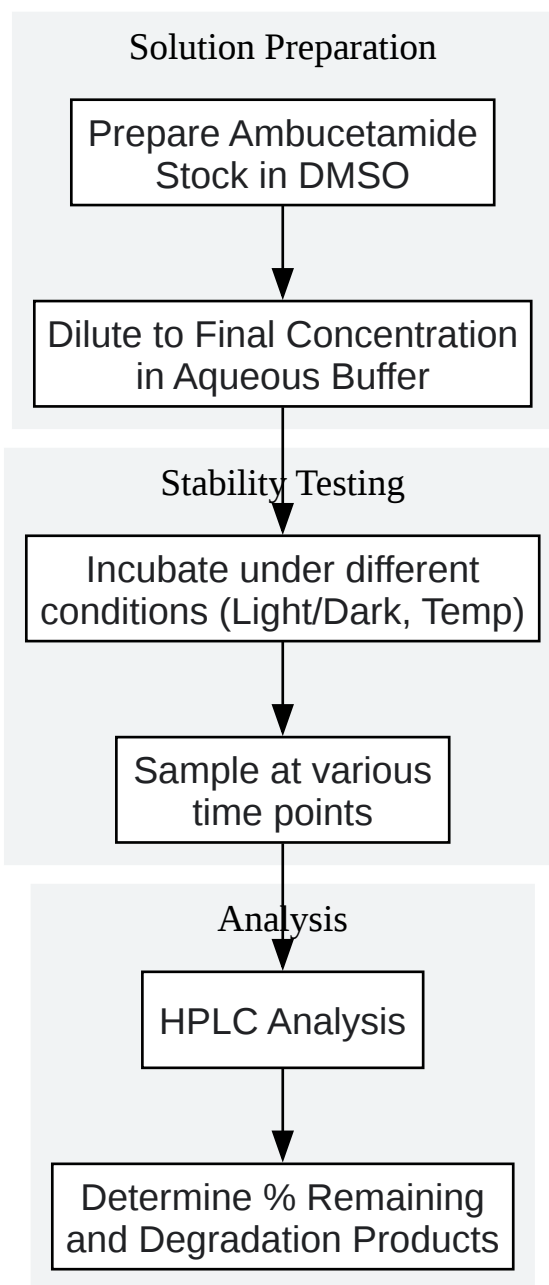 Solution Preparation
Prepare Ambucetamide
Stock in DMSO
Dilute to Final Concentration
in Aqueous Buffer
Stability Testing
Incubate under different
conditions (Light/Dark, Temp)
Sample at various
time points
Analysis
HPLC Analysis
Determine % Remaining
and Degradation Products